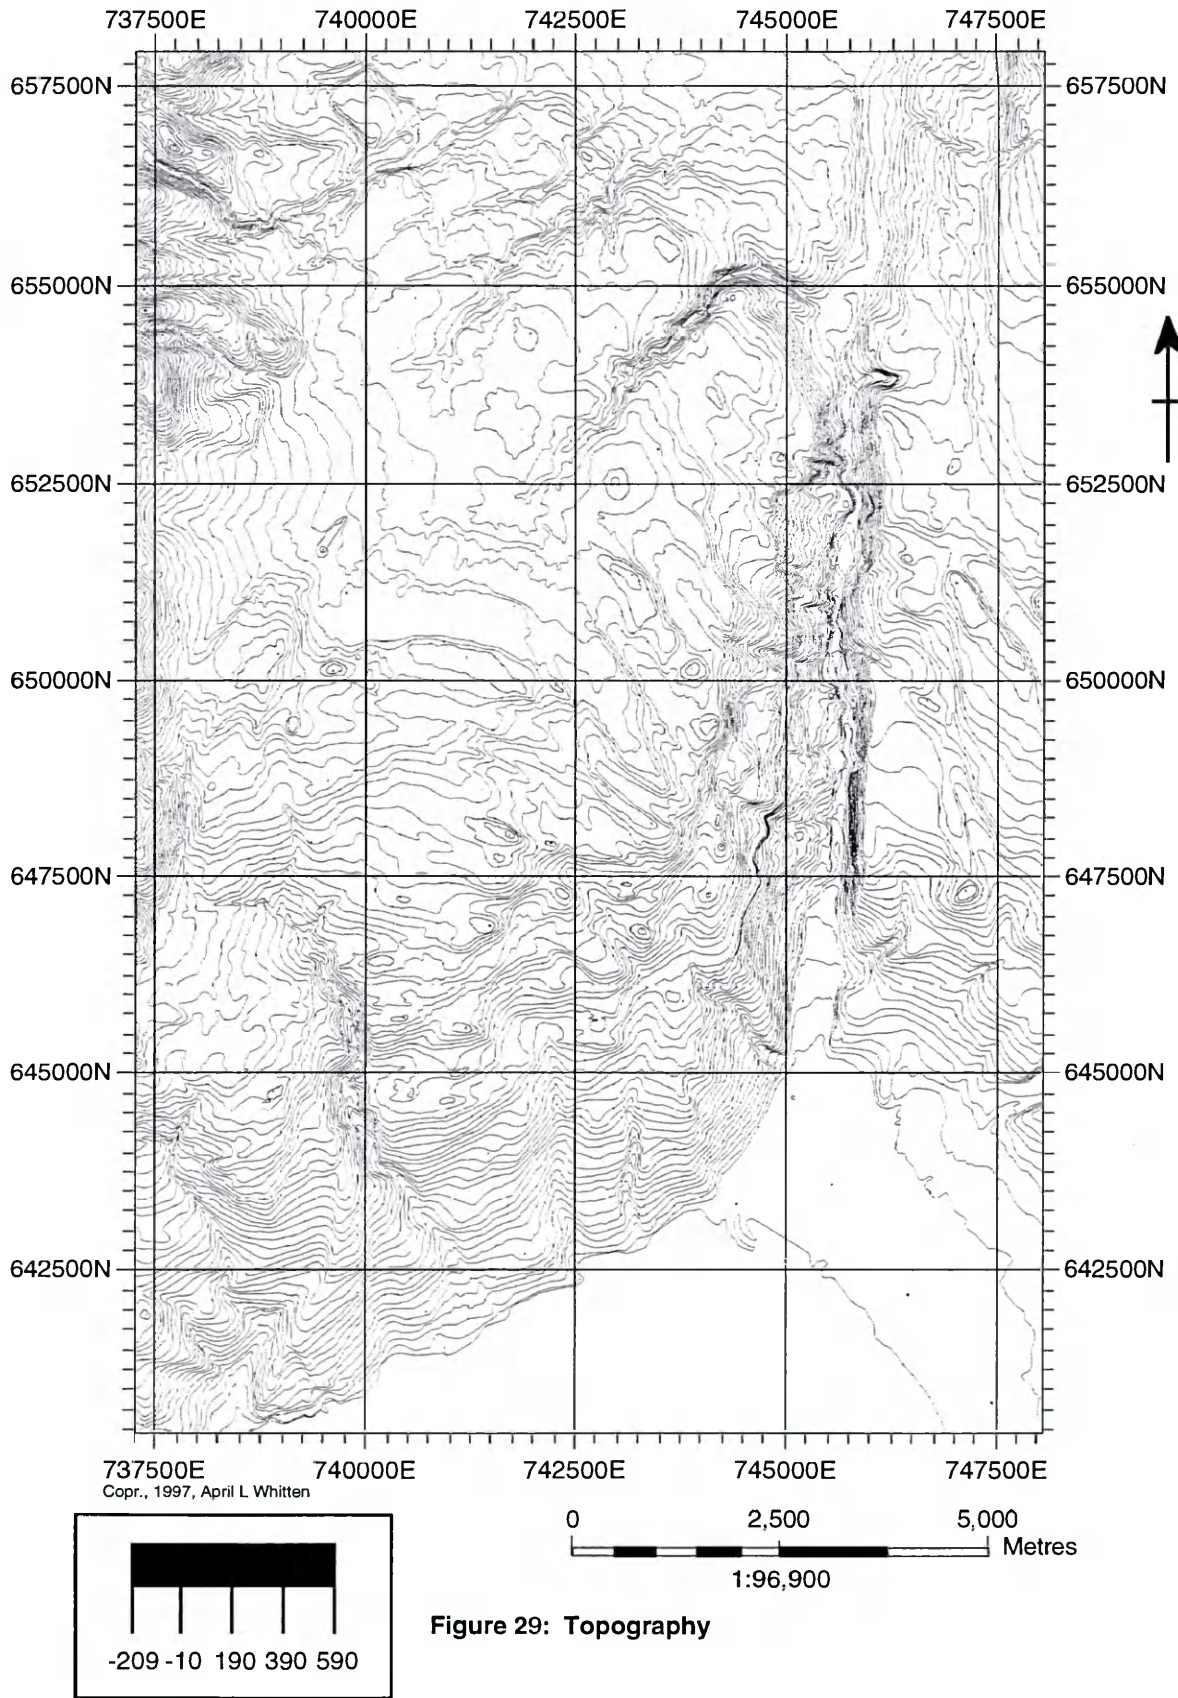 737500E 740000E 742500E 745000E 747500E
657500N 657500N
655000N 655000N
652500N 652500N
650000N 650000N
647500N 647500N
645000N 645000N
642500N 642500N
737500E 740000E 742500E 745000E 747500E
Copr., 1997, April L Whitten
0 2,500 5,000
Metres
1:96,900
-209 -10 190 390 590
Figure 29: Topography